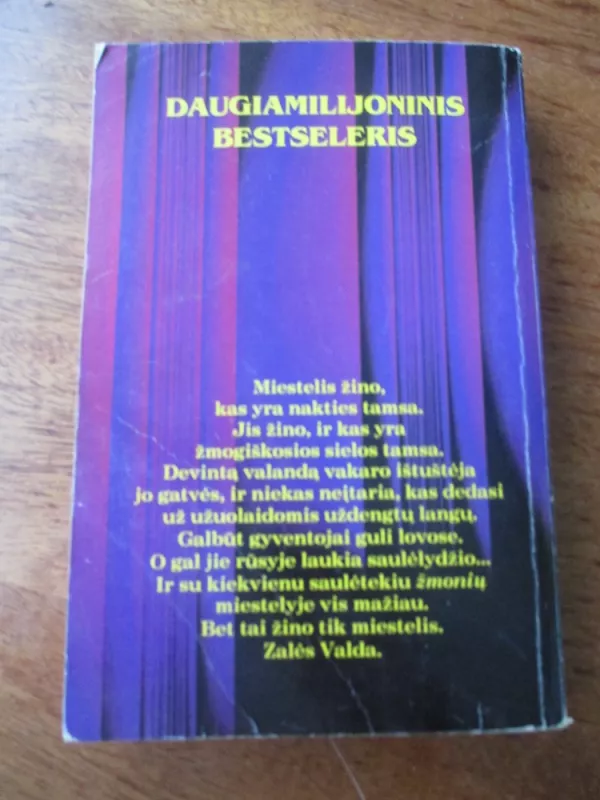 DAUGIAMILIJONINIS
BESTSELERIS
Miestelis žino,
kas yra nakties tamsa.
Jis žino, ir kas yra
žmogiškosios sielos tamsa.
Devintą valandą vakaro ištuštėja
jo gatvės, ir niekas neįtaria, kas dedasi
už užuolaidomis uždengtų langų.
Galbūt gyventojai guli lovose.
O gal jie rūsyje laukia saulėlydžio...
Ir su kiekvienu saulėtekiu žmonių
miestelyje vis mažiau.
Bet tai žino tik miestelis.
Zalės Valda.